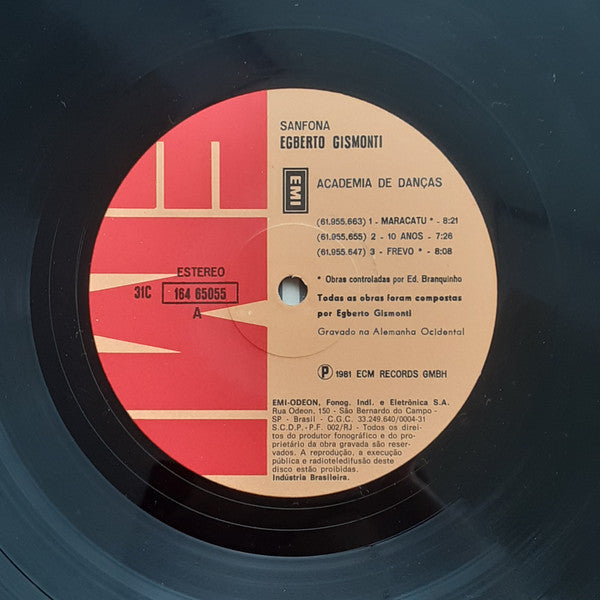 SANFONA
EGBERTO GISMONTI
EMI
ACADEMIA DE DANÇAS
(61.955.663) 1 - MARACATU * - 8:21
(61.955.655) 2 - 10 ANOS - 7:26
(61.955.647) 3 - FREVO * - 8:08
ESTEREO
31C 164 65055
A
* Obras controladas por Ed. Branquinho
Todas as obras foram compostas
por Egberto Gismonti
Gravado na Alemanha Ocidental
Ⓟ 1981 ECM RECORDS GMBH
EMI-ODEON, Fonog. Indl. e Eletrônica S.A.
Rua Odeon, 150 - São Bernardo do Campo -
SP - Brasil - C.G.C. 33.249.640/0004-31
S.C.D.P. - P.F. 002/RJ - Todos os direi-
tos do produtor fonográfico e do pro-
prietário da obra gravada são reser-
vados. A reprodução, a execução
pública e radioteledifusão deste
disco estão proibidas.
Indústria Brasileira.